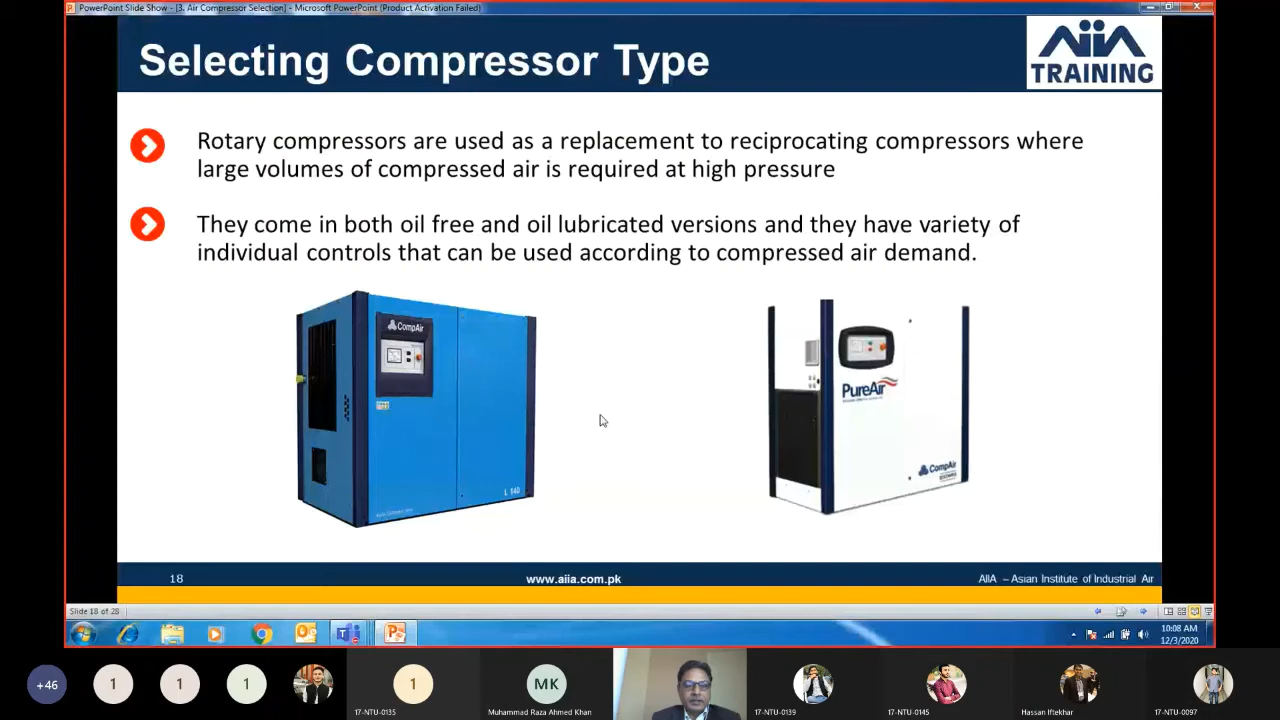 PowerPoint Slide Show - [3. Air Compressor Selection] - Microsoft PowerPoint (Product Activation Failed)
Selecting Compressor Type
AiiA
TRAINING
Rotary compressors are used as a replacement to reciprocating compressors where
large volumes of compressed air is required at high pressure
They come in both oil free and oil lubricated versions and they have variety of
individual controls that can be used according to compressed air demand.
CompAir
L 140
PureAir
CompAir
18
www.aiia.com.pk
AIIA – Asian Institute of Industrial Air
Slide 18 of 28
10:08 AM
12/3/2020
+46
1
1
1
1
MK
17-NTU-0135
Muhammad Raza Ahmed Khan
17-NTU-0139
17-NTU-0145
Hassan Iftekhar
17-NTU-0097